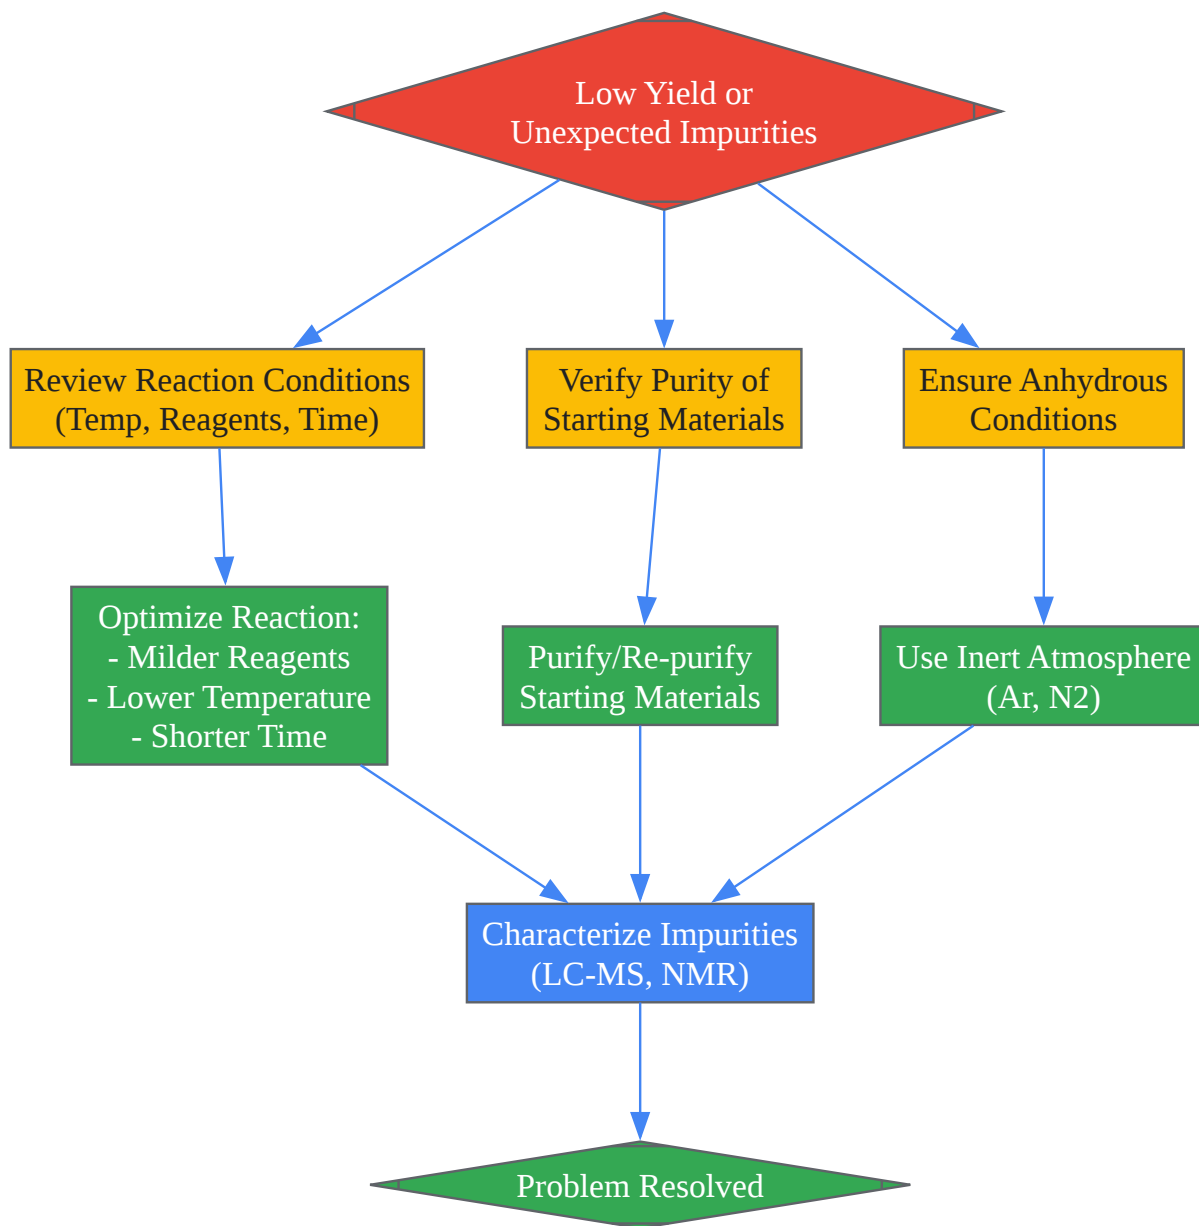 Low Yield or
Unexpected Impurities
Review Reaction Conditions
(Temp, Reagents, Time)
Verify Purity of
Starting Materials
Ensure Anhydrous
Conditions
Optimize Reaction:
- Milder Reagents
- Lower Temperature
- Shorter Time
Purify/Re-purify
Starting Materials
Use Inert Atmosphere
(Ar, N2)
Characterize Impurities
(LC-MS, NMR)
Problem Resolved